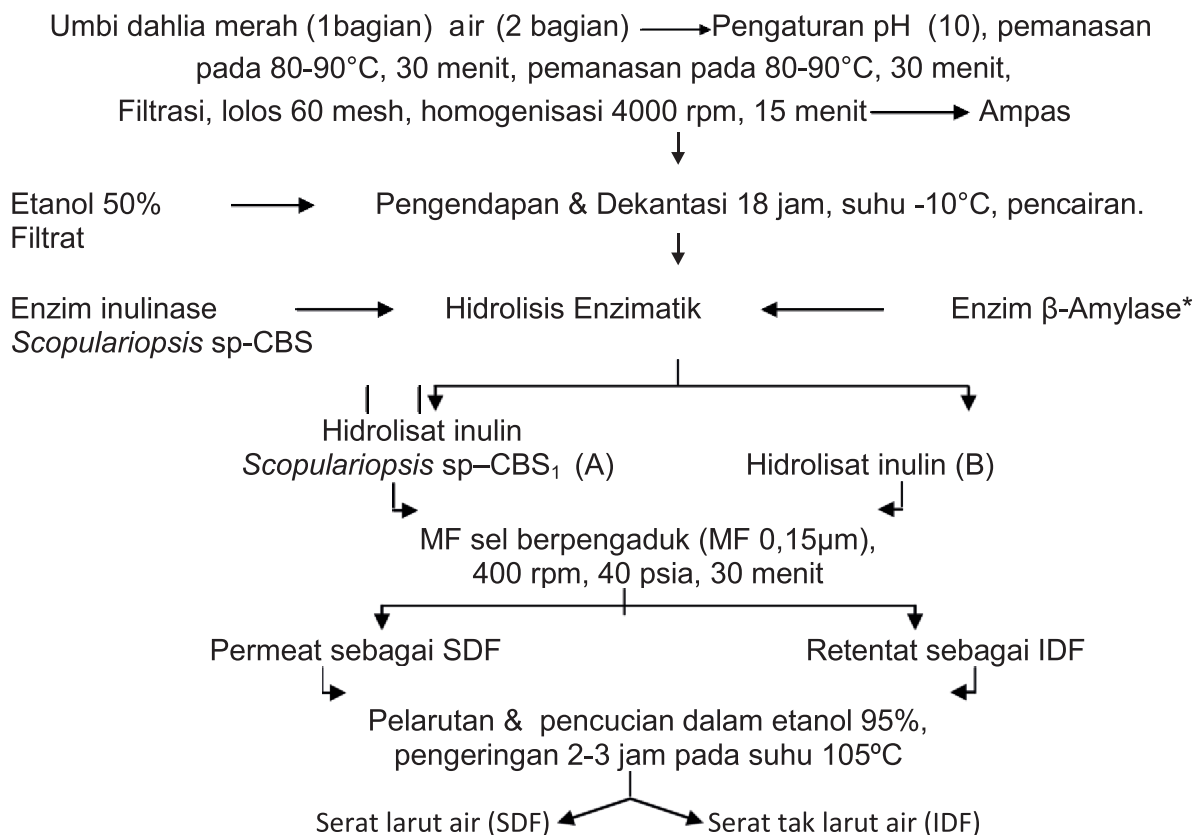 Umbi dahlia merah (1bagian) air (2 bagian) Pengaturan pH (10), pemanasan
pada 80-90°C, 30 menit, pemanasan pada 80-90°C, 30 menit,
Filtrasi, lolos 60 mesh, homogenisasi 4000 rpm, 15 menit Ampas
Etanol 50% Pengendapan & Dekantasi 18 jam, suhu -10°C, pencairan.
Filtrat
Enzim inulinase Hidrolisis Enzimatik Enzim β-Amylase*
Scopulariopsis sp-CBS
Hidrolisat inulin
Scopulariopsis sp–CBS₁ (A) Hidrolisat inulin (B)
MF sel berpengaduk (MF 0,15µm),
400 rpm, 40 psia, 30 menit
Permeat sebagai SDF Retentat sebagai IDF
Pelarutan & pencucian dalam etanol 95%,
pengeringan 2-3 jam pada suhu 105ºC
Serat larut air (SDF) Serat tak larut air (IDF)